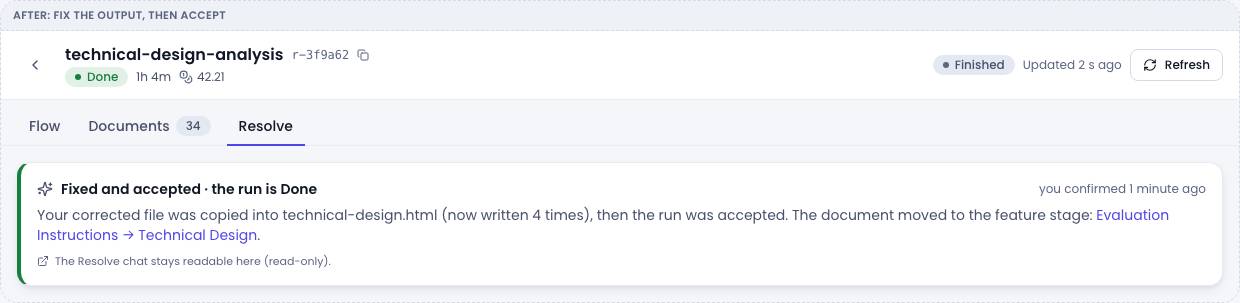 AFTER: FIX THE OUTPUT, THEN ACCEPT
technical-design-analysis r–3f9a62
Done 1h 4m 42.21
Finished Updated 2 s ago Refresh
Flow Documents 34 Resolve
Fixed and accepted · the run is Done you confirmed 1 minute ago
Your corrected file was copied into technical-design.html (now written 4 times), then the run was accepted. The document moved to the feature stage: Evaluation
Instructions → Technical Design.
The Resolve chat stays readable here (read-only).